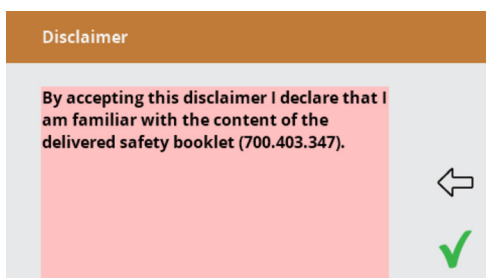 Disclaimer
By accepting this disclaimer I declare that I
am familiar with the content of the
delivered safety booklet (700.403.347).